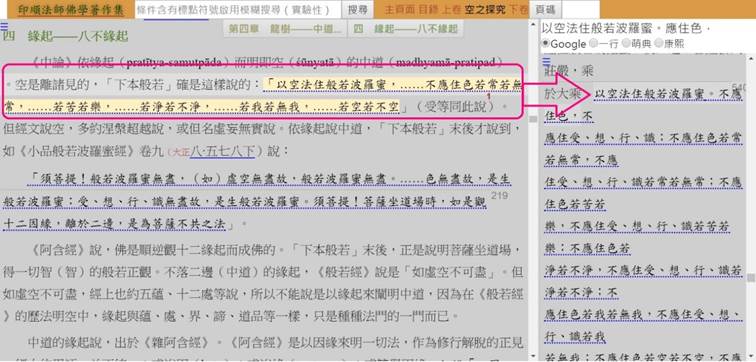 印順法師佛學著作集
條件含有標點符號啟用模糊搜尋（實驗性）
搜尋
主頁面 目錄 上卷 空之探究 下卷
頁碼
第四章　龍樹——中道...
四　緣起——八不緣起
四　緣起——八不緣起
《中論》依緣起（pratītya-samutpāda）而明即空（śūnyatā）的中道（madhyamā-pratipad）
。空是離諸見的，「下本般若」確是這樣說的：「以空法住般若波羅蜜，……不應住色若常若無
常，……若苦若樂，……若淨若不淨，……若我若無我，……若空若不空」（受等同此說）。
但經文說空，多約涅槃超越說，或但名虛妄無實說。依緣起說中道，「下本般若」末後才說到，
如《小品般若波羅蜜經》卷九（大正八·五七八下）說：
「須菩提！般若波羅蜜無盡，（如）虛空無盡故，般若波羅蜜無盡。……色無盡故，是生
般若波羅蜜；受、想、行、識無盡故，是生般若波羅蜜。須菩提！菩薩坐道場時，如是觀
219
十二因緣，離於二邊，是為菩薩不共之法」。
《阿含經》說，佛是順逆觀十二緣起而成佛的。「下本般若」末後，正是說明菩薩坐道場，
得一切智（智）的般若正觀。不落二邊（中道）的緣起，《般若經》說是「如虛空不可盡」。但
如虛空不可盡，經上也約五蘊、十二處等說，所以不能說是以緣起來闡明中道，因為在《般若經
》的歷法明空中，緣起與蘊、處、界、諦、道品等一樣，只是種種法門的一門而已。
中道的緣起說，出於《雜阿含經》。《阿含經》是以因緣來明一切法，作為修行解脫的正見
以空法住般若波羅蜜。應住色．
Google 一行 萌典 康熙
莊嚴，乘
540
於大乘，以空法住般若波羅蜜。不應
住色，不
應住受、想、行、識；不應住色若常
若無常，不應
住受、想、行、識若常若無常；不應
住色若苦若
樂，不應住受、想、行、識若苦若
樂；不應住色若
淨若不淨，不應住受、想、行、識若
淨若不淨；不
應住色若我若無我，不應住受、想、
行、識若我
若無我；不應住色若空若不空，不應